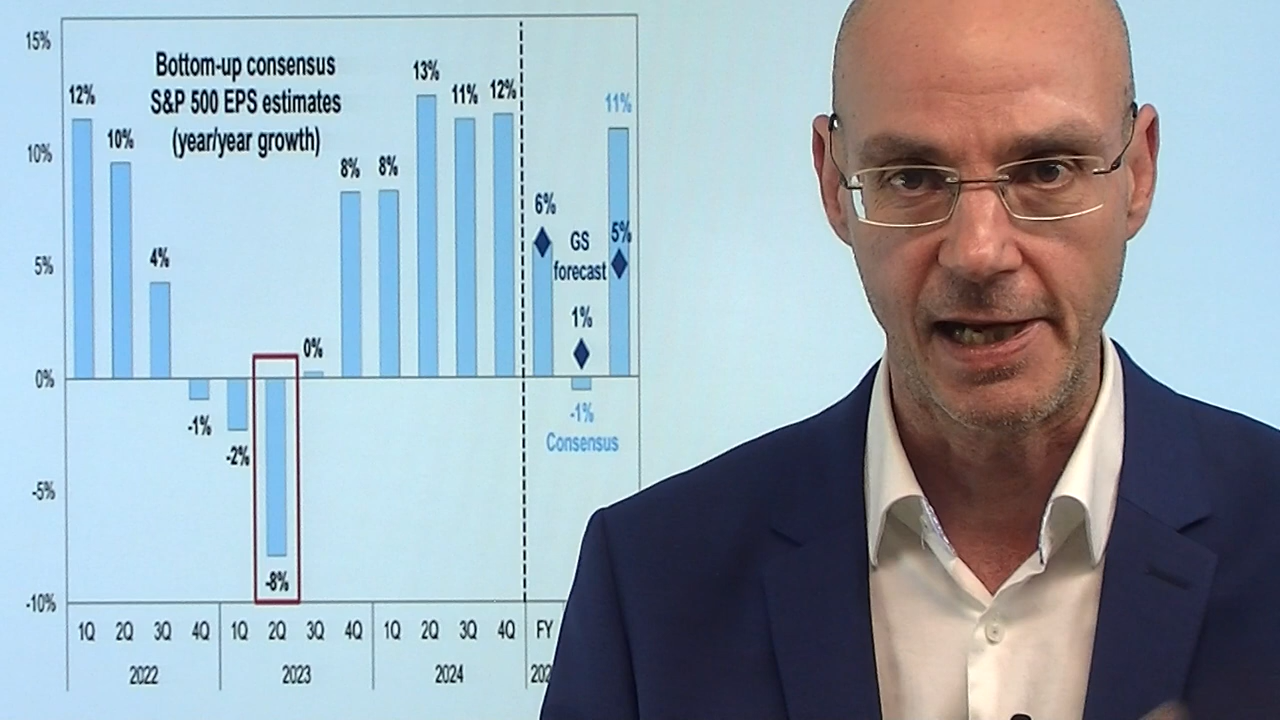 15%
10%
5%
0%
-5%
-10%
Bottom-up consensus
S&P 500 EPS estimates
(year/year growth)
12%
10%
4%
-1%
-2%
-8%
0%
8%
8%
13%
11%
12%
6%
GS
forecast
1%
-1%
Consensus
11%
5%
1Q 2Q 3Q 4Q 1Q 2Q 3Q 4Q 1Q 2Q 3Q 4Q FY
2022 2023 2024